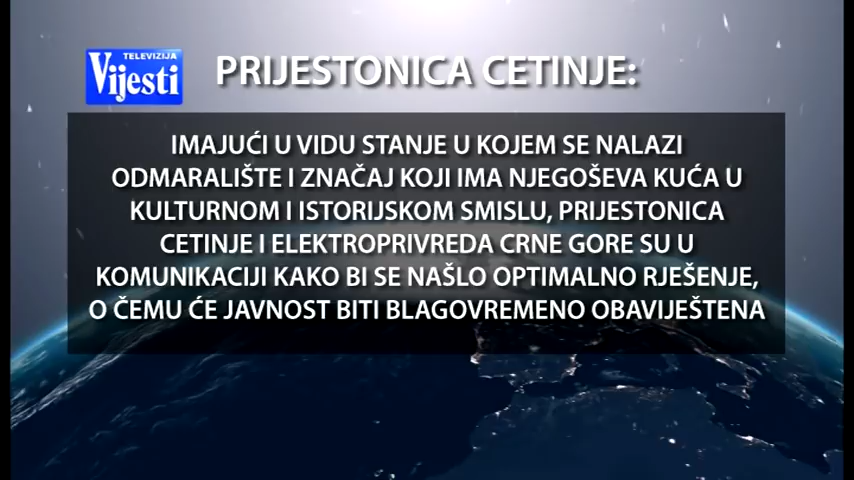 TELEVIZIJA
Vijesti
PRIJESTONICA CETINJE:
IMAJUĆI U VIDU STANJE U KOJEM SE NALAZI
ODMARALIŠTE I ZNAČAJ KOJI IMA NJEGOŠEVA KUĆA U
KULTURNOM I ISTORIJSKOM SMISLU, PRIJESTONICA
CETINJE I ELEKTROPRIVREDA CRNE GORE SU U
KOMUNIKACIJI KAKO BI SE NAŠLO OPTIMALNO RJEŠENJE,
O ČEMU ĆE JAVNOST BITI BLAGOVREMENO OBAVIJEŠTENA